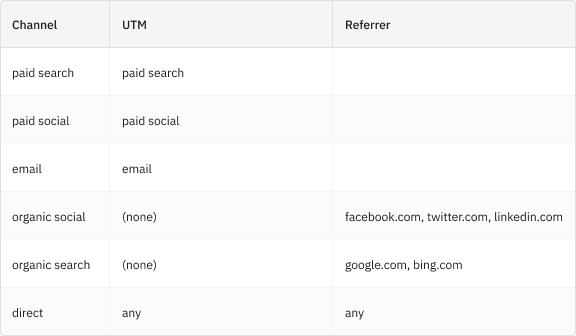 Channel UTM Referrer
paid search paid search
paid social paid social
email email
organic social (none) facebook.com, twitter.com, linkedin.com
organic search (none) google.com, bing.com
direct any any